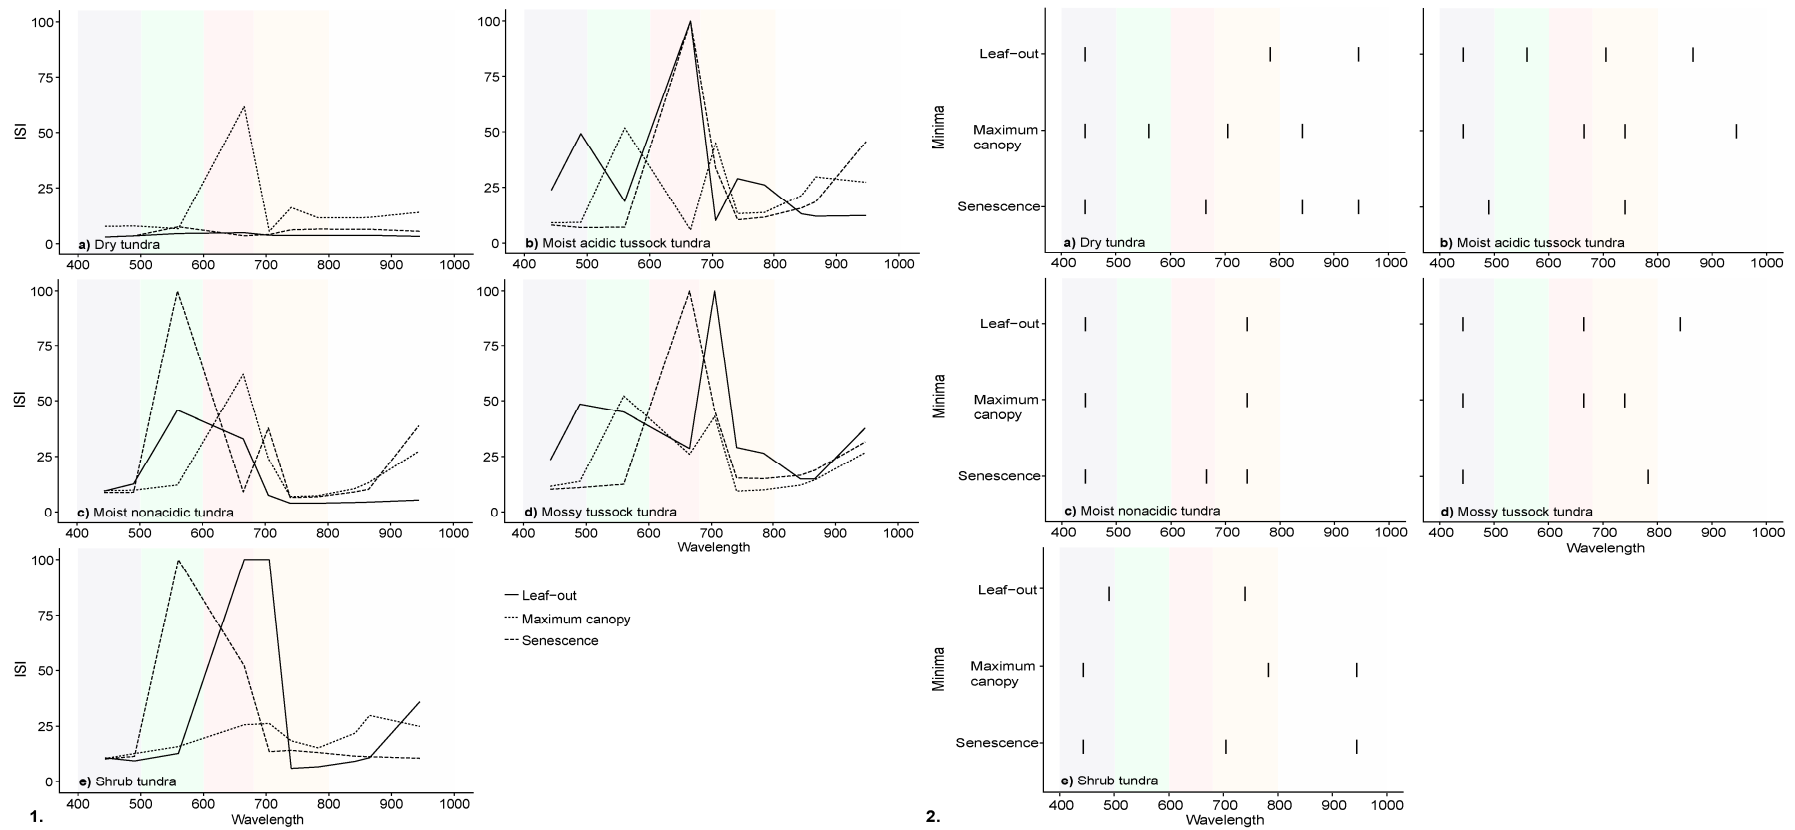 100
75
50
25
0
ISI
a) Dry tundra
400 500 600 700 800 900 1000
100
75
50
25
0
b) Moist acidic tussock tundra
400 500 600 700 800 900 1000
100
75
50
25
0
ISI
c) Moist nonacidic tundra
400 500 600 700 800 900 1000
100
75
50
25
0
d) Mossy tussock tundra
400 500 600 700 800 900 1000
Wavelength
100
75
50
25
0
ISI
e) Shrub tundra
400 500 600 700 800 900 1000
Wavelength
Leaf−out
Maximum canopy
Senescence
1.
Leaf−out
Maximum
canopy
Senescence
Minima
a) Dry tundra
400 500 600 700 800 900 1000
b) Moist acidic tussock tundra
400 500 600 700 800 900 1000
Leaf−out
Maximum
canopy
Senescence
Minima
c) Moist nonacidic tundra
400 500 600 700 800 900 1000
d) Mossy tussock tundra
400 500 600 700 800 900 1000
Wavelength
Leaf−out
Maximum
canopy
Senescence
Minima
e) Shrub tundra
400 500 600 700 800 900 1000
Wavelength
2.